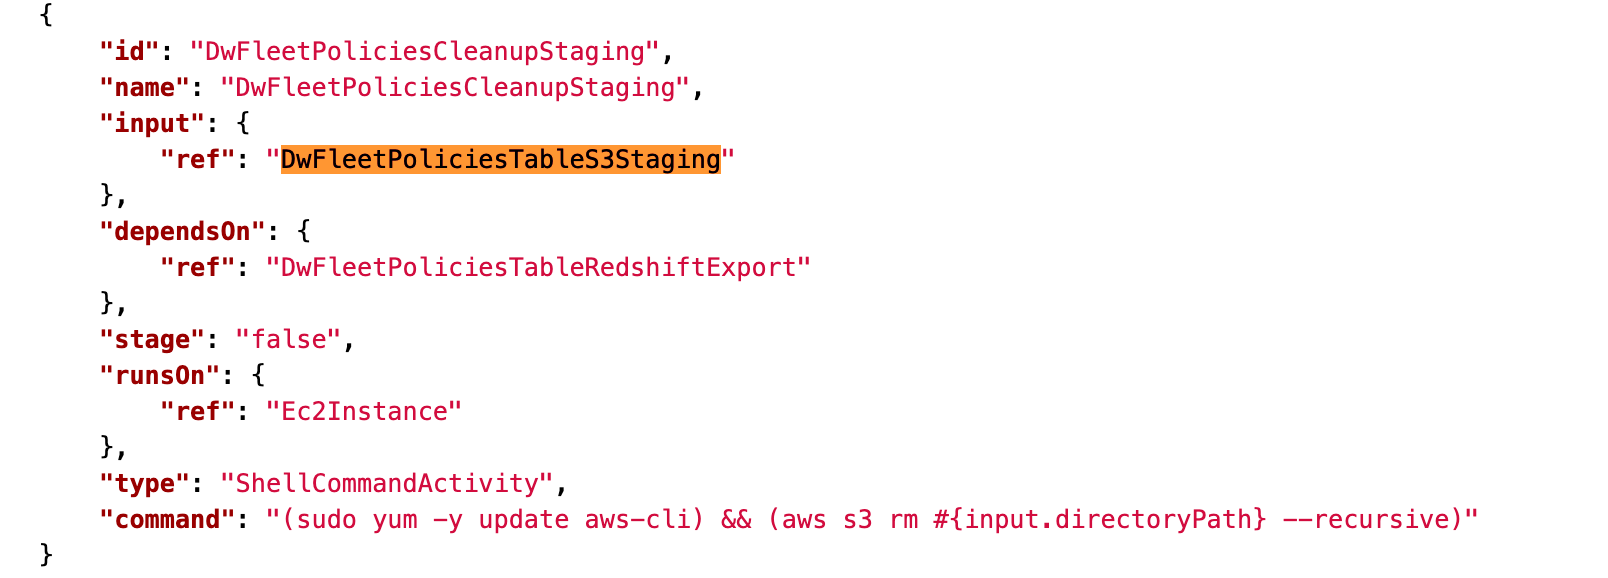 {
    "id": "DwFleetPoliciesCleanupStaging",
    "name": "DwFleetPoliciesCleanupStaging",
    "input": {
        "ref": "DwFleetPoliciesTableS3Staging"
    },
    "dependsOn": {
        "ref": "DwFleetPoliciesTableRedshiftExport"
    },
    "stage": "false",
    "runsOn": {
        "ref": "Ec2Instance"
    },
    "type": "ShellCommandActivity",
    "command": "(sudo yum -y update aws-cli) && (aws s3 rm #{input.directoryPath} --recursive)"
}